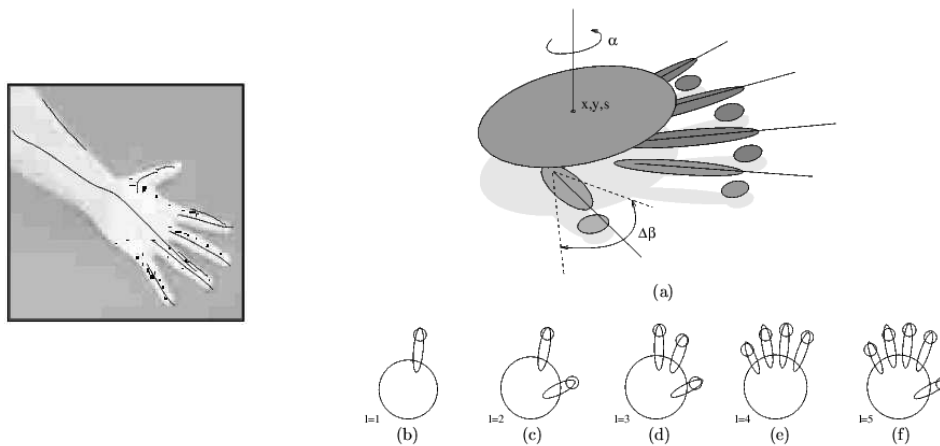 α
x,y,s
Δβ
(a)
l=1
l=2
l=3
l=4
l=5
(b)
(c)
(d)
(e)
(f)